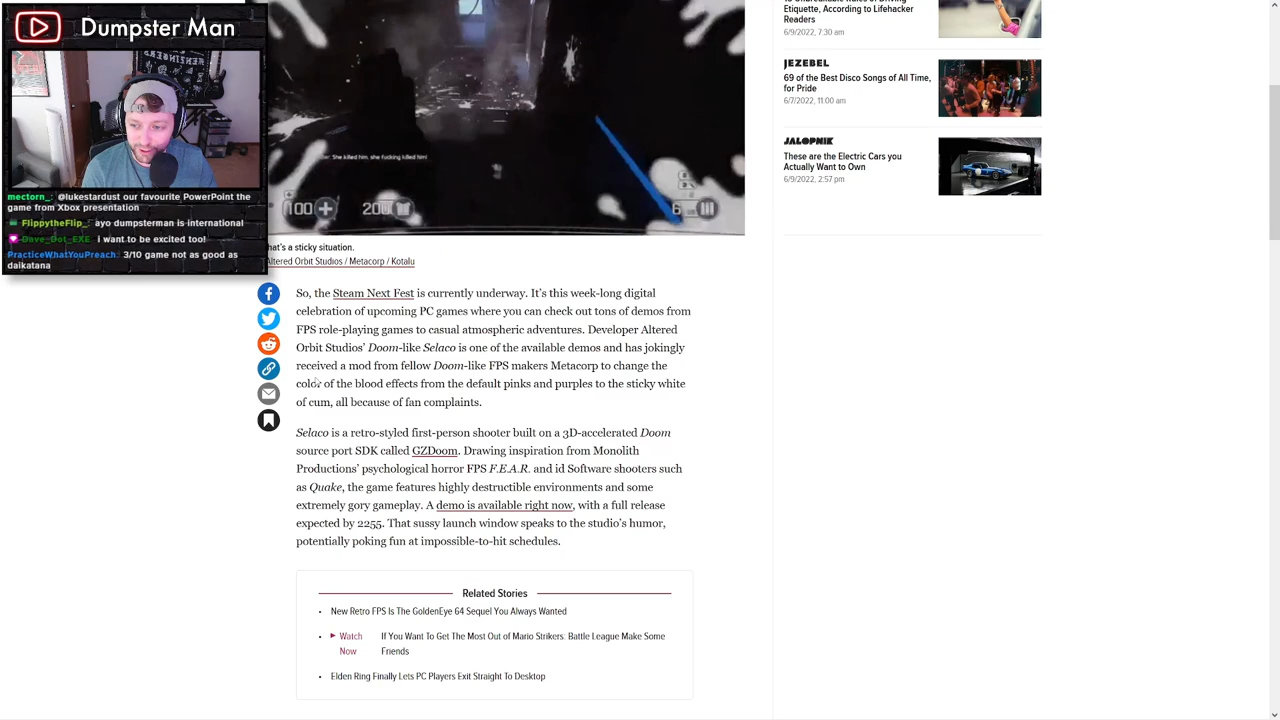 Dumpster Man
mectorn_: @lukestardust our favourite PowerPoint the
game from Xbox presentation
FlippytheFlip_: ayo dumpsterman is international
Dave_Dot_EXE: i want to be excited too!
PracticeWhatYouPreach: 3/10 game not as good as
daikatana
She killed him, she fucking killed him!
100
200
6
hat's a sticky situation.
Altered Orbit Studios / Metacorp / Kotaku
So, the Steam Next Fest is currently underway. It's this week-long digital
celebration of upcoming PC games where you can check out tons of demos from
FPS role-playing games to casual atmospheric adventures. Developer Altered
Orbit Studios' Doom-like Selaco is one of the available demos and has jokingly
received a mod from fellow Doom-like FPS makers Metacorp to change the
color of the blood effects from the default pinks and purples to the sticky white
of cum, all because of fan complaints.
Selaco is a retro-styled first-person shooter built on a 3D-accelerated Doom
source port SDK called GZDoom. Drawing inspiration from Monolith
Productions' psychological horror FPS F.E.A.R. and id Software shooters such
as Quake, the game features highly destructible environments and some
extremely gory gameplay. A demo is available right now, with a full release
expected by 2255. That sussy launch window speaks to the studio's humor,
potentially poking fun at impossible-to-hit schedules.
Related Stories
New Retro FPS Is The GoldenEye 64 Sequel You Always Wanted
Watch Now If You Want To Get The Most Out of Mario Strikers: Battle League Make Some
Friends
Elden Ring Finally Lets PC Players Exit Straight To Desktop
Etiquette, According to Lifehacker
Readers
6/9/2022, 7:30 am
JEZEBEL
69 of the Best Disco Songs of All Time,
for Pride
6/7/2022, 11:00 am
JALOPNIK
These are the Electric Cars you
Actually Want to Own
6/9/2022, 2:57 pm